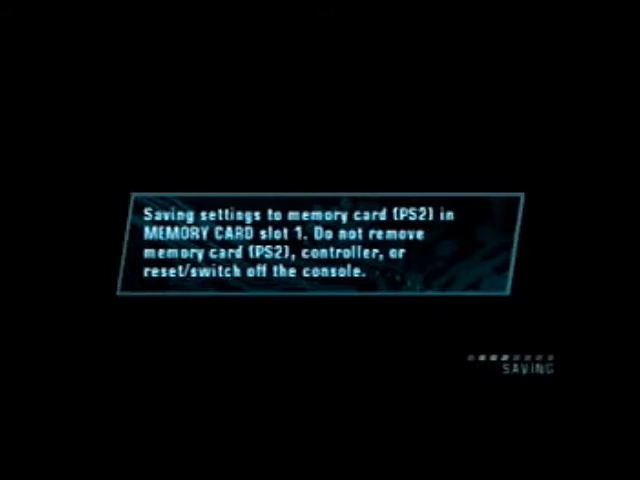 Saving settings to memory card (PS2) in
MEMORY CARD slot 1. Do not remove
memory card (PS2), controller, or
reset/switch off the console.
SAVING